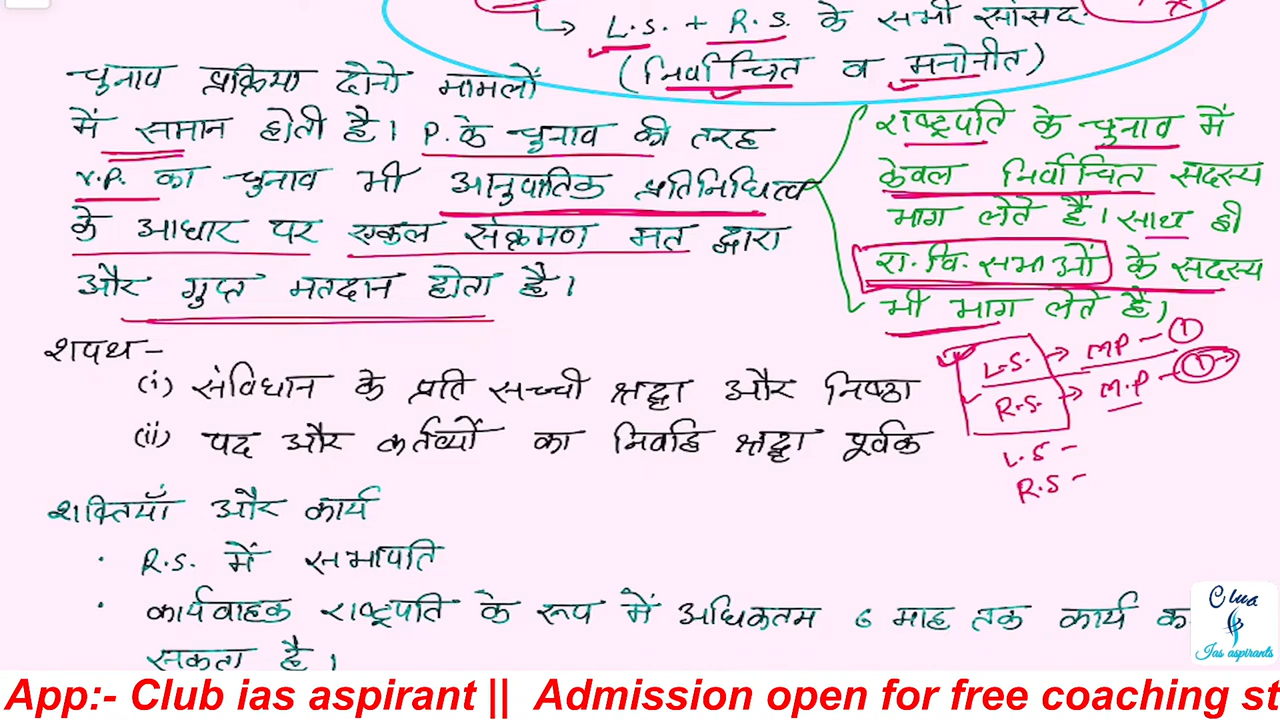 ↳ L.S. + R.S. के सभी सांसद
(निर्वाचित व मनोनीत)
चुनाव प्रक्रिया दोनो मामलों
में समान होती है। P. के चुनाव की तरह
V.P. का चुनाव भी आनुपातिक प्रतिनिधित्व
के आधार पर एकल संक्रमण मत द्वारा
और गुप्त मतदान होता है।
राष्ट्रपति के चुनाव में
केवल निर्वाचित सदस्य
भाग लेते हैं। साथ ही
रा. वि. सभाओं के सदस्य
भी भाग लेते हैं।
L.S. → MP - ①
R.S. → M.P - ①
L.S -
R.S -
शपथ -
(i) संविधान के प्रति सच्ची श्रद्धा और निष्ठा
(ii) पद और कर्तव्यों का निर्वाह श्रद्धा पूर्वक
शक्तियाँ और कार्य
· R.S. में सभापति
· कार्यवाहक राष्ट्रपति के रूप में अधिकतम 6 माह तक कार्य क
सकता है।
Club
Ias aspirants
App:- Club ias aspirant || Admission open for free coaching st